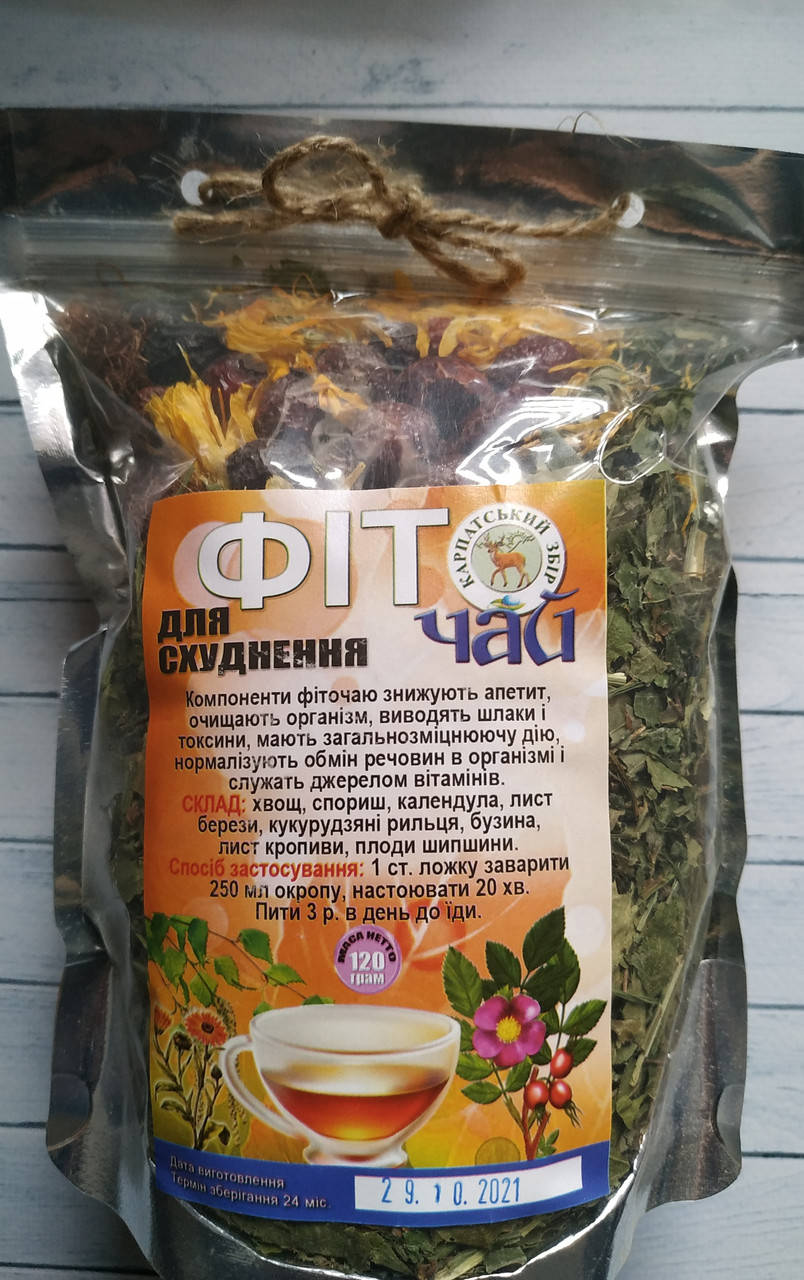 ФІТО
КАРПАТСЬКИЙ ЗБІР
чай
ДЛЯ
СХУДНЕННЯ
Компоненти фіточаю знижують апетит,
очищають організм, виводять шлаки і
токсини, мають загальнозміцнюючу дію,
нормалізують обмін речовин в організмі і
служать джерелом вітамінів.
СКЛАД: хвощ, спориш, календула, лист
берези, кукурудзяні рильця, бузина,
лист кропиви, плоди шипшини.
Спосіб застосування: 1 ст. ложку заварити
250 мл окропу, настоювати 20 хв.
Пити 3 р. в день до їди.
МАСА НЕТТО
120
грам
Дата виготовлення
Термін зберігання 24 міс.
29.10.2021